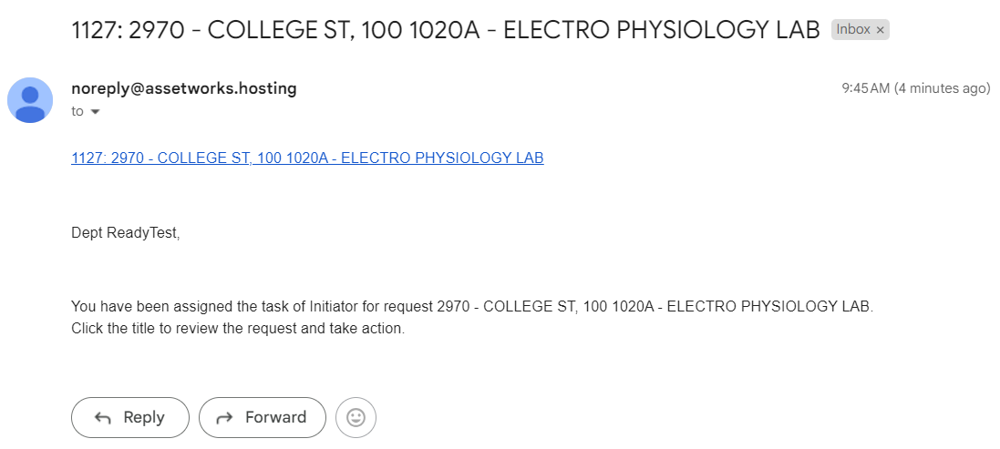 1127: 2970 - COLLEGE ST, 100 1020A - ELECTRO PHYSIOLOGY LAB Inbox ×
noreply@assetworks.hosting 9:45 AM (4 minutes ago)
to
1127: 2970 - COLLEGE ST, 100 1020A - ELECTRO PHYSIOLOGY LAB
Dept ReadyTest,
You have been assigned the task of Initiator for request 2970 - COLLEGE ST, 100 1020A - ELECTRO PHYSIOLOGY LAB.
Click the title to review the request and take action.
Reply Forward